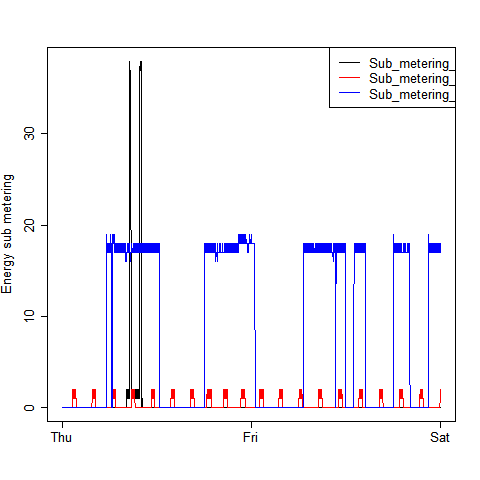 Sub_metering_
Sub_metering_
Sub_metering_
Energy sub metering
30
20
10
0
Thu Fri Sat